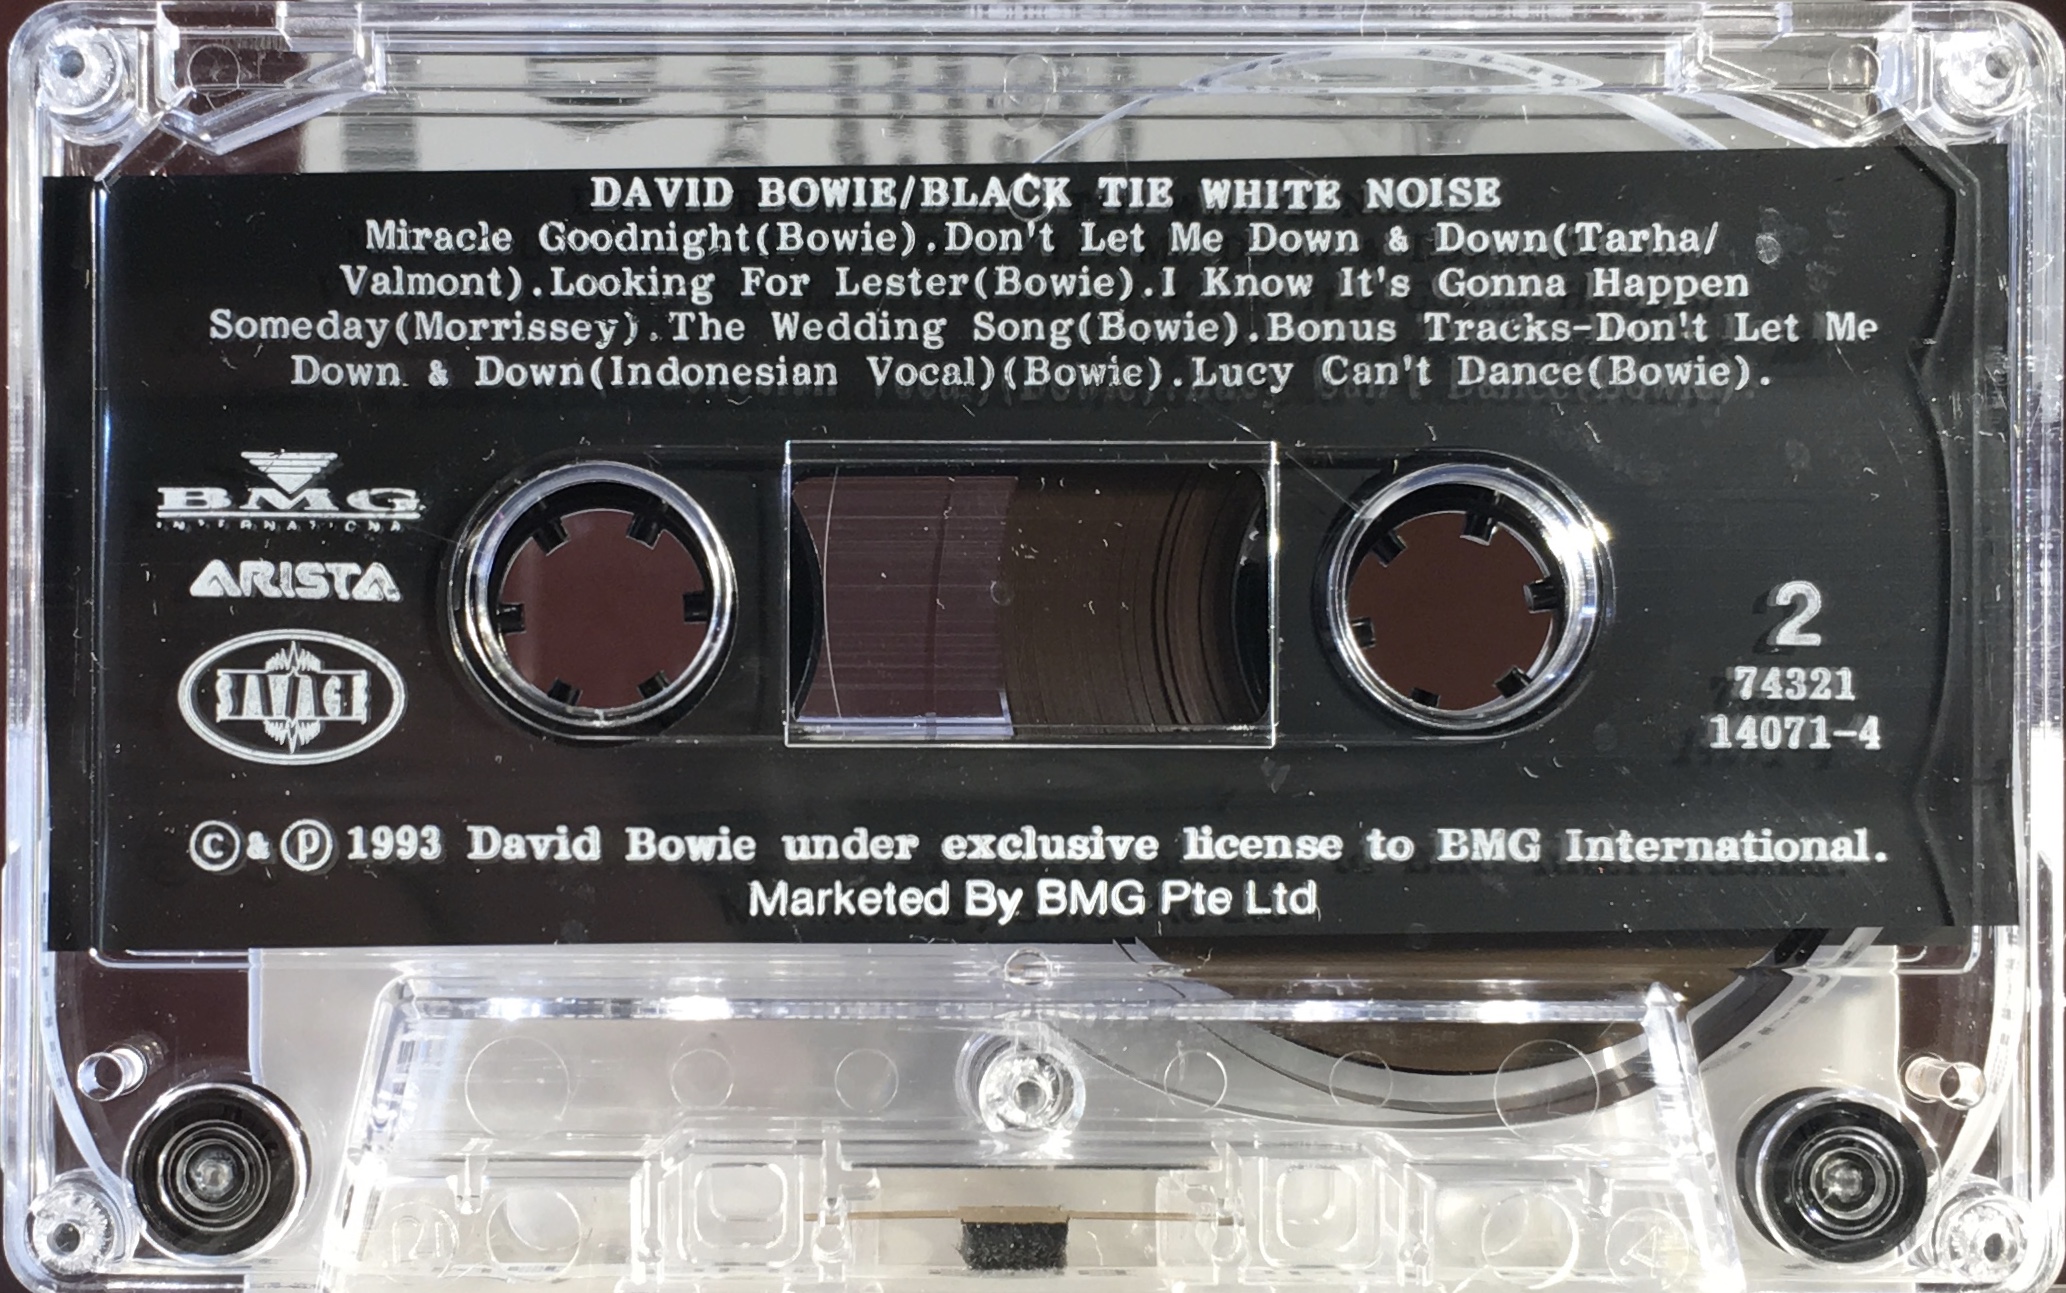 DAVID BOWIE/BLACK TIE WHITE NOISE
Miracle Goodnight(Bowie).Don't Let Me Down & Down(Tarha/
Valmont).Looking For Lester(Bowie).I Know It's Gonna Happen
Someday(Morrissey).The Wedding Song(Bowie).Bonus Tracks-Don't Let Me
Down & Down(Indonesian Vocal)(Bowie).Lucy Can't Dance(Bowie).
BMG
INTERNATIONAL
ARISTA
SAVAGE
2
74321
14071-4
©&℗1993 David Bowie under exclusive license to BMG International.
Marketed By BMG Pte Ltd